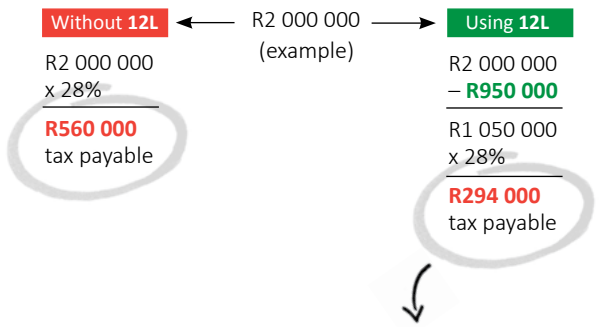 Without 12L
R2 000 000
(example)
Using 12L
R2 000 000
x 28%
R560 000
tax payable
R2 000 000
– R950 000
R1 050 000
x 28%
R294 000
tax payable